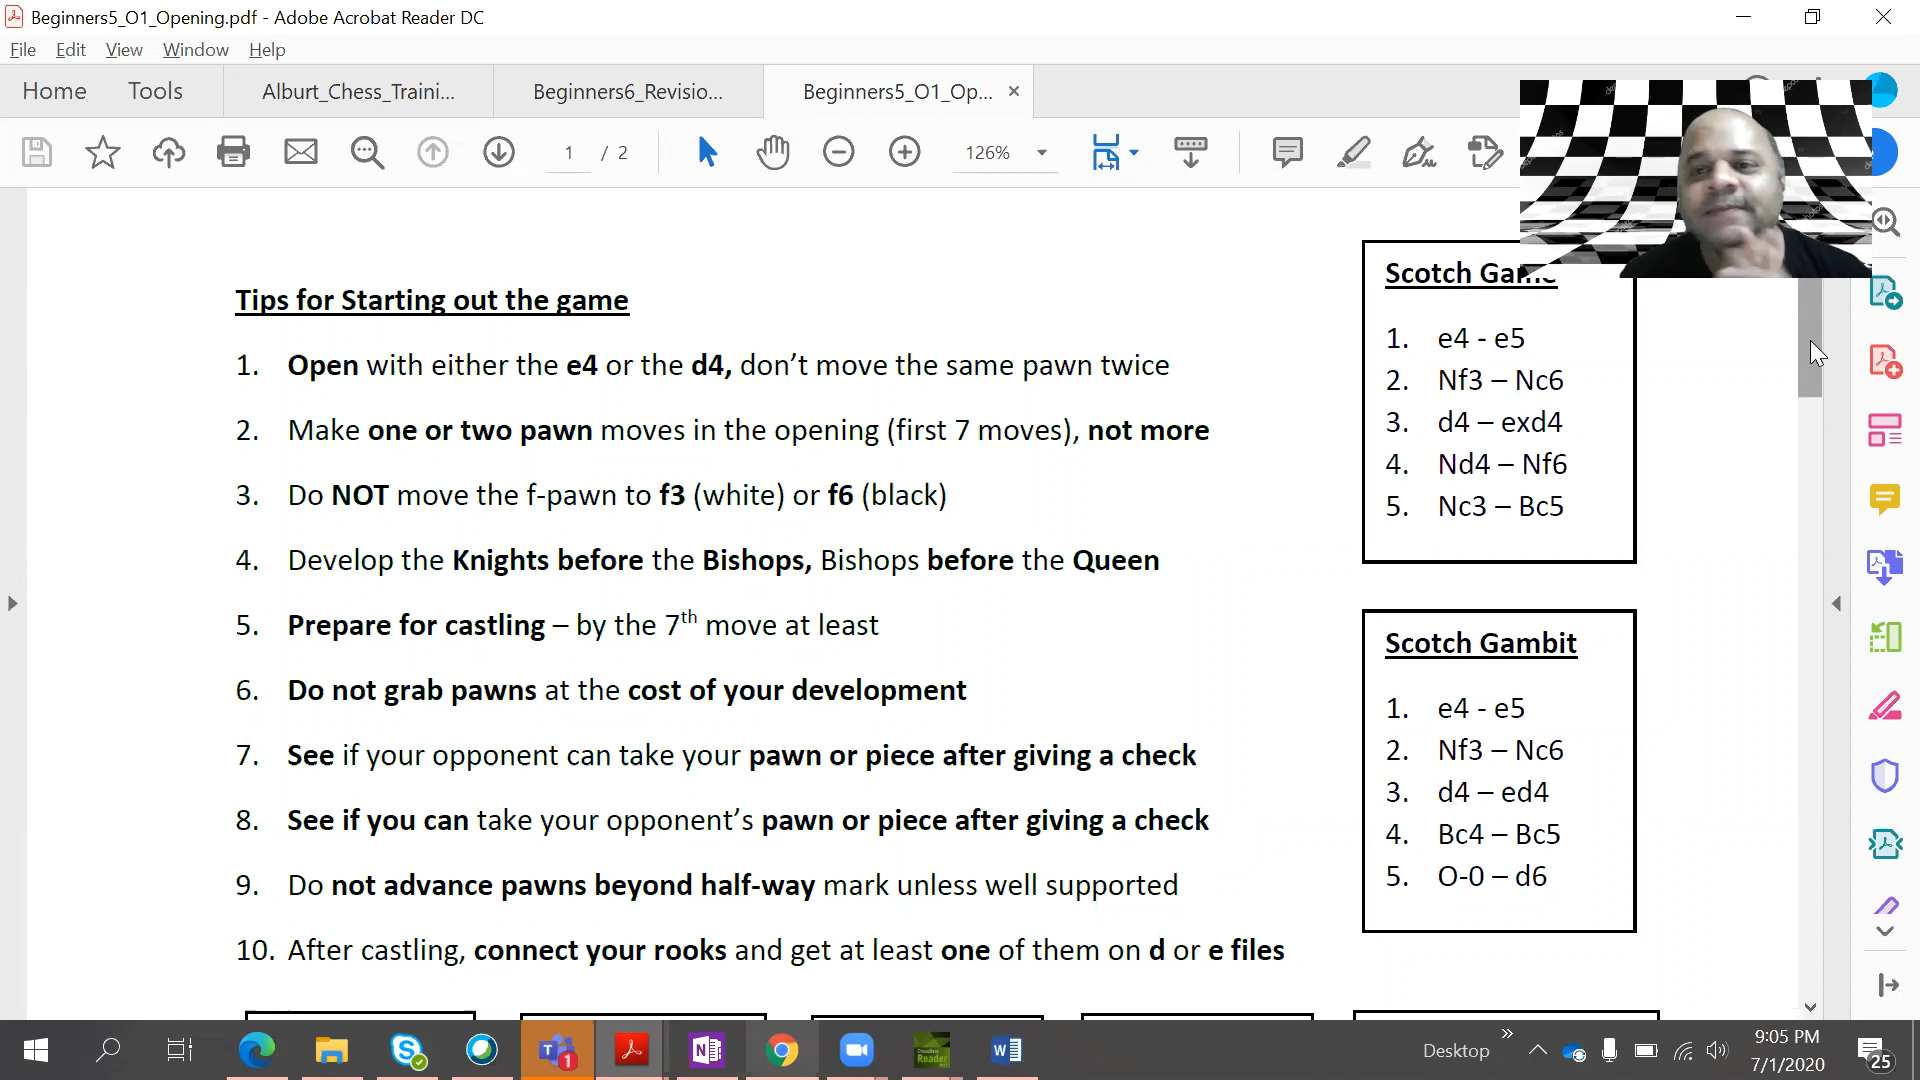 Beginners5_O1_Opening.pdf - Adobe Acrobat Reader DC
File Edit View Window Help
Home Tools Alburt_Chess_Traini... Beginners6_Revisio... Beginners5_O1_Op... ×
1 / 2 126%
Tips for Starting out the game
1. Open with either the e4 or the d4, don’t move the same pawn twice
2. Make one or two pawn moves in the opening (first 7 moves), not more
3. Do NOT move the f-pawn to f3 (white) or f6 (black)
4. Develop the Knights before the Bishops, Bishops before the Queen
5. Prepare for castling – by the 7th move at least
6. Do not grab pawns at the cost of your development
7. See if your opponent can take your pawn or piece after giving a check
8. See if you can take your opponent’s pawn or piece after giving a check
9. Do not advance pawns beyond half-way mark unless well supported
10. After castling, connect your rooks and get at least one of them on d or e files
Scotch Game
1. e4 - e5
2. Nf3 – Nc6
3. d4 – exd4
4. Nd4 – Nf6
5. Nc3 – Bc5
Scotch Gambit
1. e4 - e5
2. Nf3 – Nc6
3. d4 – ed4
4. Bc4 – Bc5
5. O-0 – d6
Desktop
9:05 PM
7/1/2020
25
1